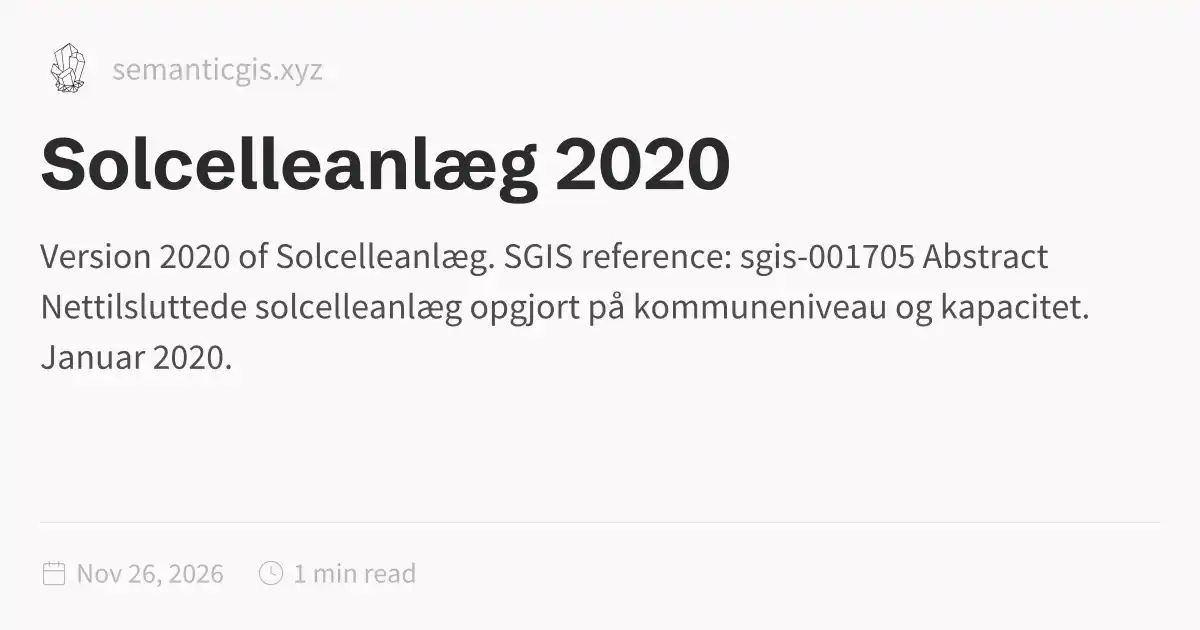 semanticgis.xyz
Solcelleanlæg 2020
Version 2020 of Solcelleanlæg. SGIS reference: sgis-001705 Abstract
Nettilsluttede solcelleanlæg opgjort på kommuneniveau og kapacitet.
Januar 2020.
Nov 26, 2026 1 min read